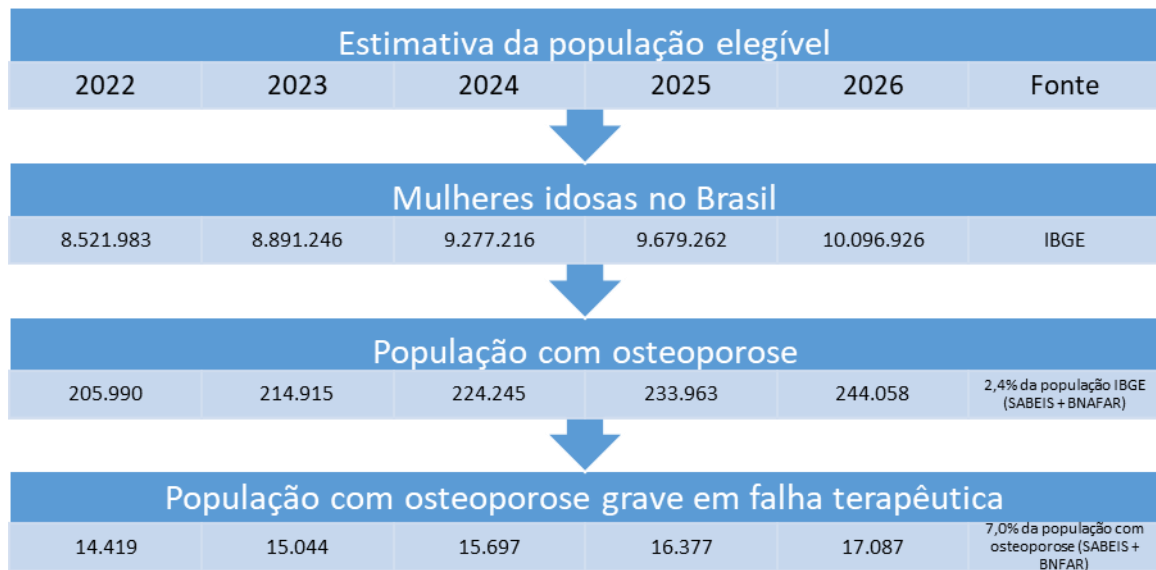 Estimativa da população elegível
2022 2023 2024 2025 2026 Fonte
Mulheres idosas no Brasil
8.521.983 8.891.246 9.277.216 9.679.262 10.096.926 IBGE
População com osteoporose
205.990 214.915 224.245 233.963 244.058 2,4% da população IBGE
(SABEIS + BNAFAR)
População com osteoporose grave em falha terapêutica
14.419 15.044 15.697 16.377 17.087 7,0% da população com
osteoporose (SABEIS +
BNFAR)